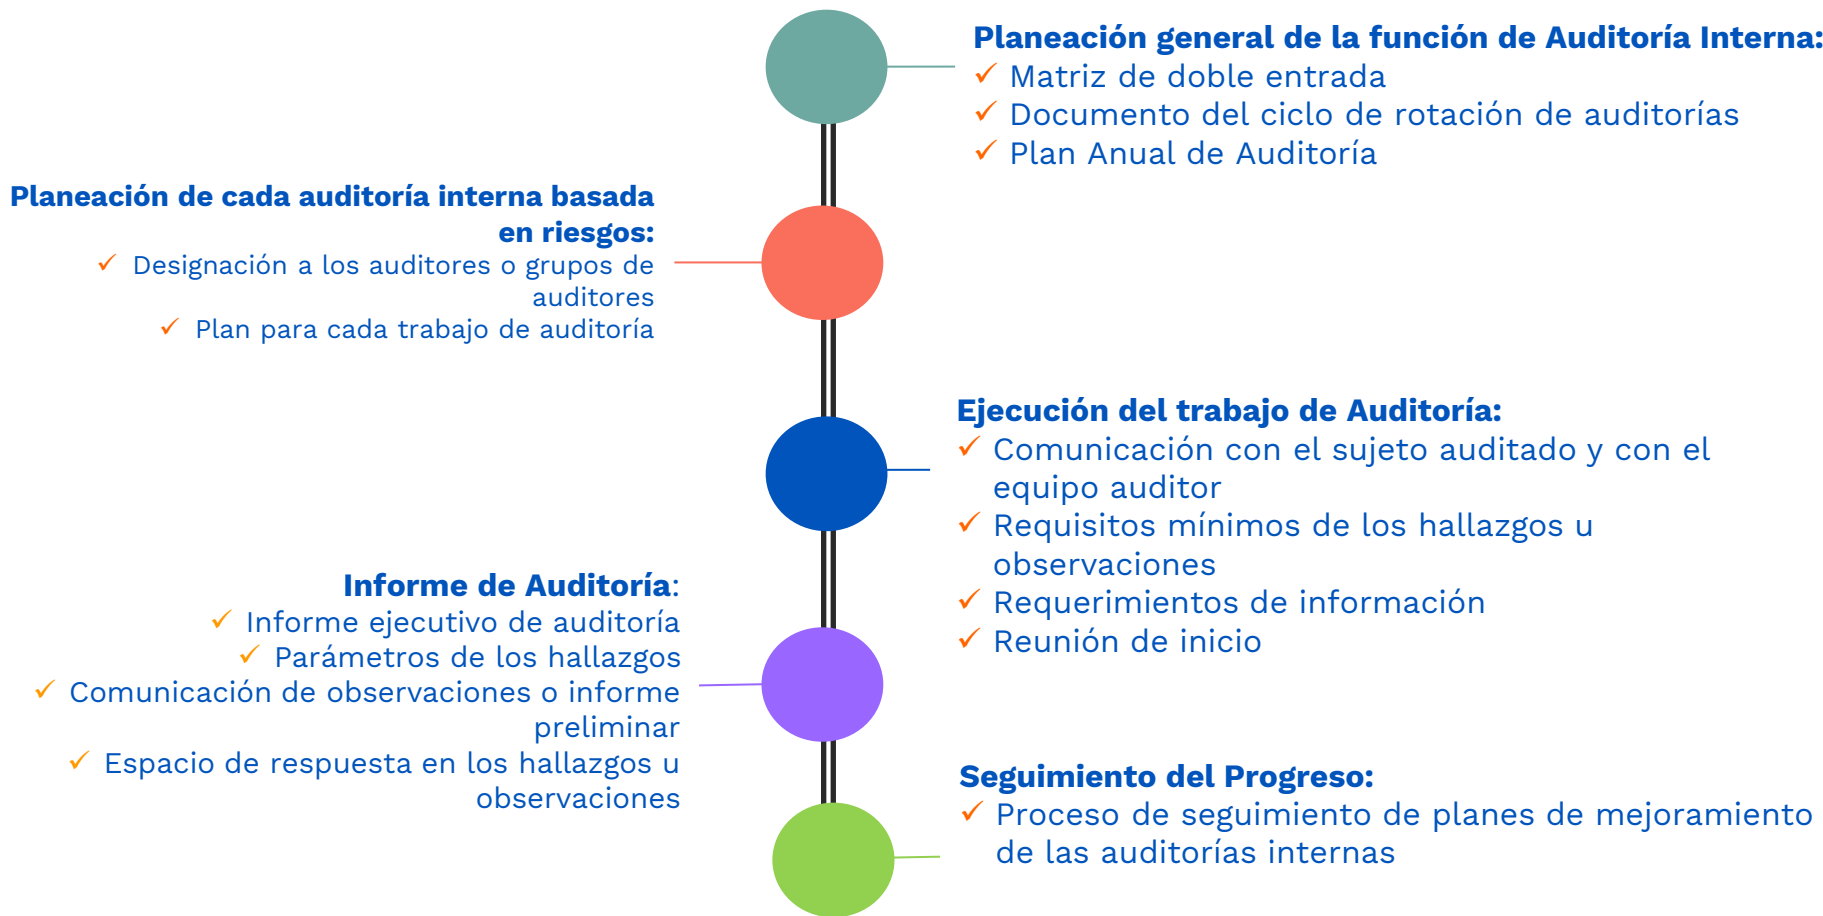 Planeación general de la función de Auditoría Interna:
✓ Matriz de doble entrada
✓ Documento del ciclo de rotación de auditorías
✓ Plan Anual de Auditoría
Planeación de cada auditoría interna basada
en riesgos:
✓ Designación a los auditores o grupos de
auditores
✓ Plan para cada trabajo de auditoría
Ejecución del trabajo de Auditoría:
✓ Comunicación con el sujeto auditado y con el
equipo auditor
✓ Requisitos mínimos de los hallazgos u
observaciones
✓ Requerimientos de información
✓ Reunión de inicio
Informe de Auditoría:
✓ Informe ejecutivo de auditoría
✓ Parámetros de los hallazgos
✓ Comunicación de observaciones o informe
preliminar
✓ Espacio de respuesta en los hallazgos u
observaciones
Seguimiento del Progreso:
✓ Proceso de seguimiento de planes de mejoramiento
de las auditorías internas